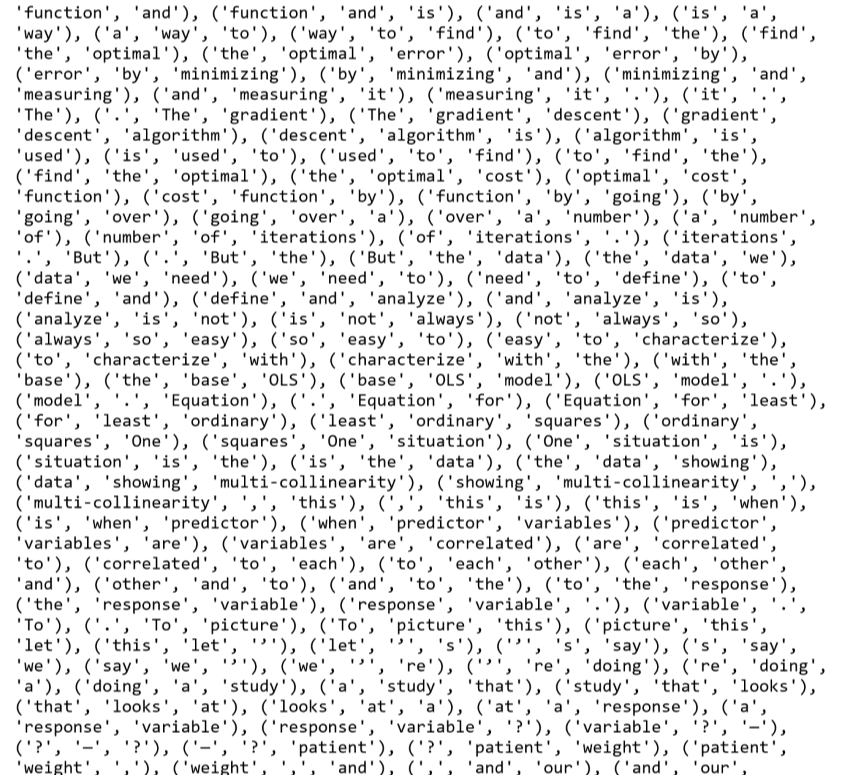 'function', 'and'), ('function', 'and', 'is'), ('and', 'is', 'a'), ('is', 'a',
'way'), ('a', 'way', 'to'), ('way', 'to', 'find'), ('to', 'find', 'the'), ('find',
'the', 'optimal'), ('the', 'optimal', 'error'), ('optimal', 'error', 'by'),
('error', 'by', 'minimizing'), ('by', 'minimizing', 'and'), ('minimizing', 'and',
'measuring'), ('and', 'measuring', 'it'), ('measuring', 'it', '.'), ('it', '.',
'The'), ('.', 'The', 'gradient'), ('The', 'gradient', 'descent'), ('gradient',
'descent', 'algorithm'), ('descent', 'algorithm', 'is'), ('algorithm', 'is',
'used'), ('is', 'used', 'to'), ('used', 'to', 'find'), ('to', 'find', 'the'),
('find', 'the', 'optimal'), ('the', 'optimal', 'cost'), ('optimal', 'cost',
'function'), ('cost', 'function', 'by'), ('function', 'by', 'going'), ('by',
'going', 'over'), ('going', 'over', 'a'), ('over', 'a', 'number'), ('a', 'number',
'of'), ('number', 'of', 'iterations'), ('of', 'iterations', '.'), ('iterations',
'.', 'But'), ('.', 'But', 'the'), ('But', 'the', 'data'), ('the', 'data', 'we'),
('data', 'we', 'need'), ('we', 'need', 'to'), ('need', 'to', 'define'), ('to',
'define', 'and'), ('define', 'and', 'analyze'), ('and', 'analyze', 'is'),
('analyze', 'is', 'not'), ('is', 'not', 'always'), ('not', 'always', 'so'),
('always', 'so', 'easy'), ('so', 'easy', 'to'), ('easy', 'to', 'characterize'),
('to', 'characterize', 'with'), ('characterize', 'with', 'the'), ('with', 'the',
'base'), ('the', 'base', 'OLS'), ('base', 'OLS', 'model'), ('OLS', 'model', '.'),
('model', '.', 'Equation'), ('.', 'Equation', 'for'), ('Equation', 'for', 'least'),
('for', 'least', 'ordinary'), ('least', 'ordinary', 'squares'), ('ordinary',
'squares', 'One'), ('squares', 'One', 'situation'), ('One', 'situation', 'is'),
('situation', 'is', 'the'), ('is', 'the', 'data'), ('the', 'data', 'showing'),
('data', 'showing', 'multi-collinearity'), ('showing', 'multi-collinearity', ','),
('multi-collinearity', ',', 'this'), (',', 'this', 'is'), ('this', 'is', 'when'),
('is', 'when', 'predictor'), ('when', 'predictor', 'variables'), ('predictor',
'variables', 'are'), ('variables', 'are', 'correlated'), ('are', 'correlated',
'to'), ('correlated', 'to', 'each'), ('to', 'each', 'other'), ('each', 'other',
'and'), ('other', 'and', 'to'), ('and', 'to', 'the'), ('to', 'the', 'response'),
('the', 'response', 'variable'), ('response', 'variable', '.'), ('variable', '.',
'To'), ('.', 'To', 'picture'), ('To', 'picture', 'this'), ('picture', 'this',
'let'), ('this', 'let', '’'), ('let', '’', 's'), ('’', 's', 'say'), ('s', 'say',
'we'), ('say', 'we', '’'), ('we', '’', 're'), ('’', 're', 'doing'), ('re', 'doing',
'a'), ('doing', 'a', 'study'), ('a', 'study', 'that'), ('study', 'that', 'looks'),
('that', 'looks', 'at'), ('looks', 'at', 'a'), ('at', 'a', 'response'), ('a',
'response', 'variable'), ('response', 'variable', '?'), ('variable', '?', '—'),
('?', '—', '?'), ('—', '?', 'patient'), ('?', 'patient', 'weight'), ('patient',
'weight', ','), ('weight', ',', 'and'), (',', 'and', 'our'), ('and', 'our',